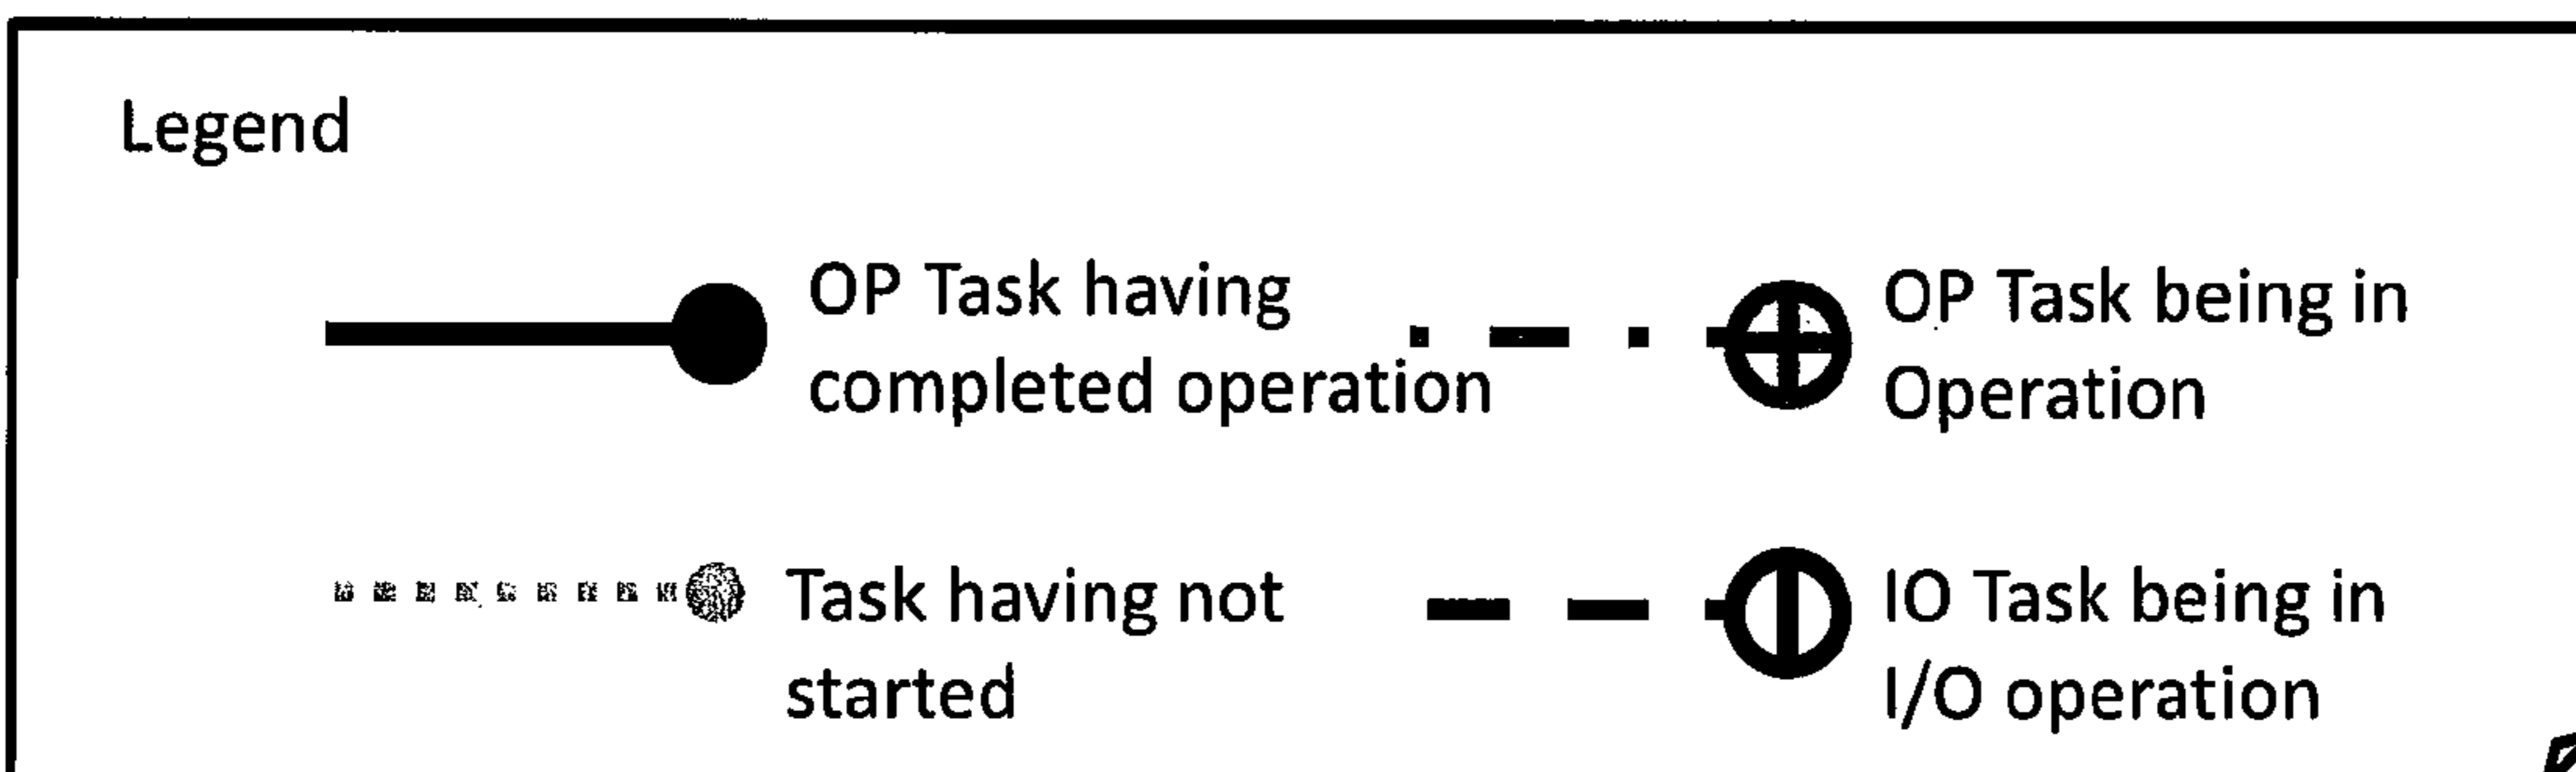 Legend
OP Task having
completed operation
OP Task being in
Operation
Task having not
started
IO Task being in
I/O operation